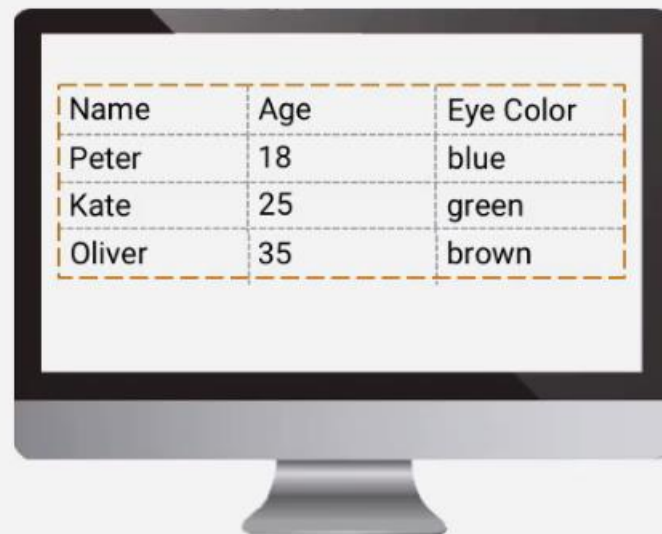 Name Age Eye Color
Peter 18 blue
Kate 25 green
Oliver 35 brown